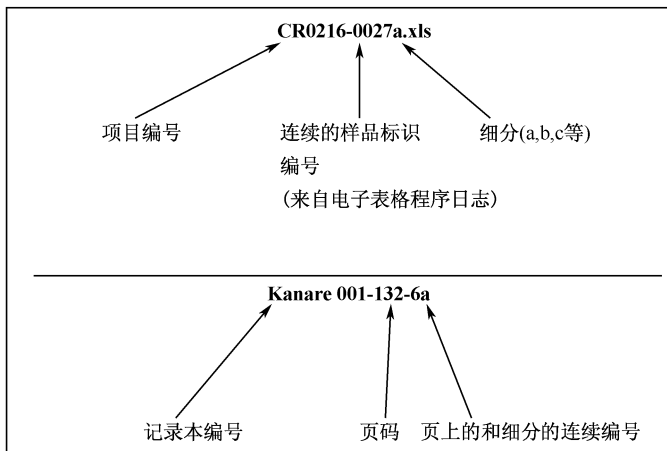 CR0216-0027a.xls
项目编号
连续的样品标识
编号
(来自电子表格程序日志)
细分(a,b,c等)
Kanare 001-132-6a
记录本编号
页码
页上的和细分的连续编号